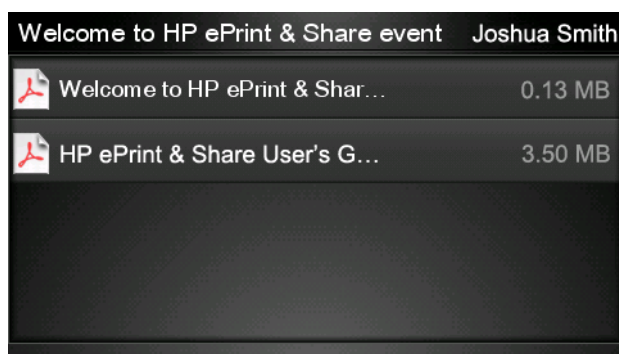 Welcome to HP ePrint & Share event Joshua Smith
Welcome to HP ePrint & Shar... 0.13 MB
HP ePrint & Share User's G... 3.50 MB